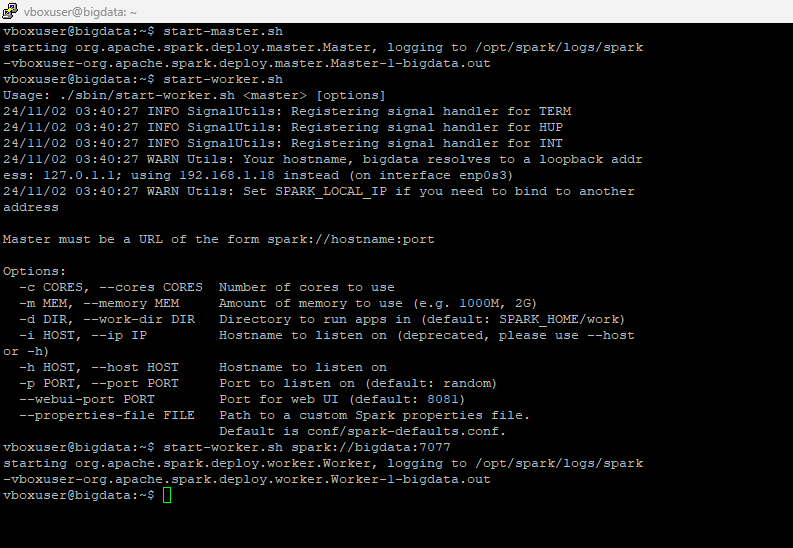 vboxuser@bigdata: ~
vboxuser@bigdata:~$ start-master.sh
starting org.apache.spark.deploy.master.Master, logging to /opt/spark/logs/spark
-vboxuser-org.apache.spark.deploy.master.Master-1-bigdata.out
vboxuser@bigdata:~$ start-worker.sh
Usage: ./sbin/start-worker.sh <master> [options]
24/11/02 03:40:27 INFO SignalUtils: Registering signal handler for TERM
24/11/02 03:40:27 INFO SignalUtils: Registering signal handler for HUP
24/11/02 03:40:27 INFO SignalUtils: Registering signal handler for INT
24/11/02 03:40:27 WARN Utils: Your hostname, bigdata resolves to a loopback addr
ess: 127.0.1.1; using 192.168.1.18 instead (on interface enp0s3)
24/11/02 03:40:27 WARN Utils: Set SPARK_LOCAL_IP if you need to bind to another
address

Master must be a URL of the form spark://hostname:port

Options:
  -c CORES, --cores CORES  Number of cores to use
  -m MEM, --memory MEM     Amount of memory to use (e.g. 1000M, 2G)
  -d DIR, --work-dir DIR   Directory to run apps in (default: SPARK_HOME/work)
  -i HOST, --ip IP         Hostname to listen on (deprecated, please use --host
or -h)
  -h HOST, --host HOST     Hostname to listen on
  -p PORT, --port PORT     Port to listen on (default: random)
  --webui-port PORT        Port for web UI (default: 8081)
  --properties-file FILE   Path to a custom Spark properties file.
                           Default is conf/spark-defaults.conf.
vboxuser@bigdata:~$ start-worker.sh spark://bigdata:7077
starting org.apache.spark.deploy.worker.Worker, logging to /opt/spark/logs/spark
-vboxuser-org.apache.spark.deploy.worker.Worker-1-bigdata.out
vboxuser@bigdata:~$